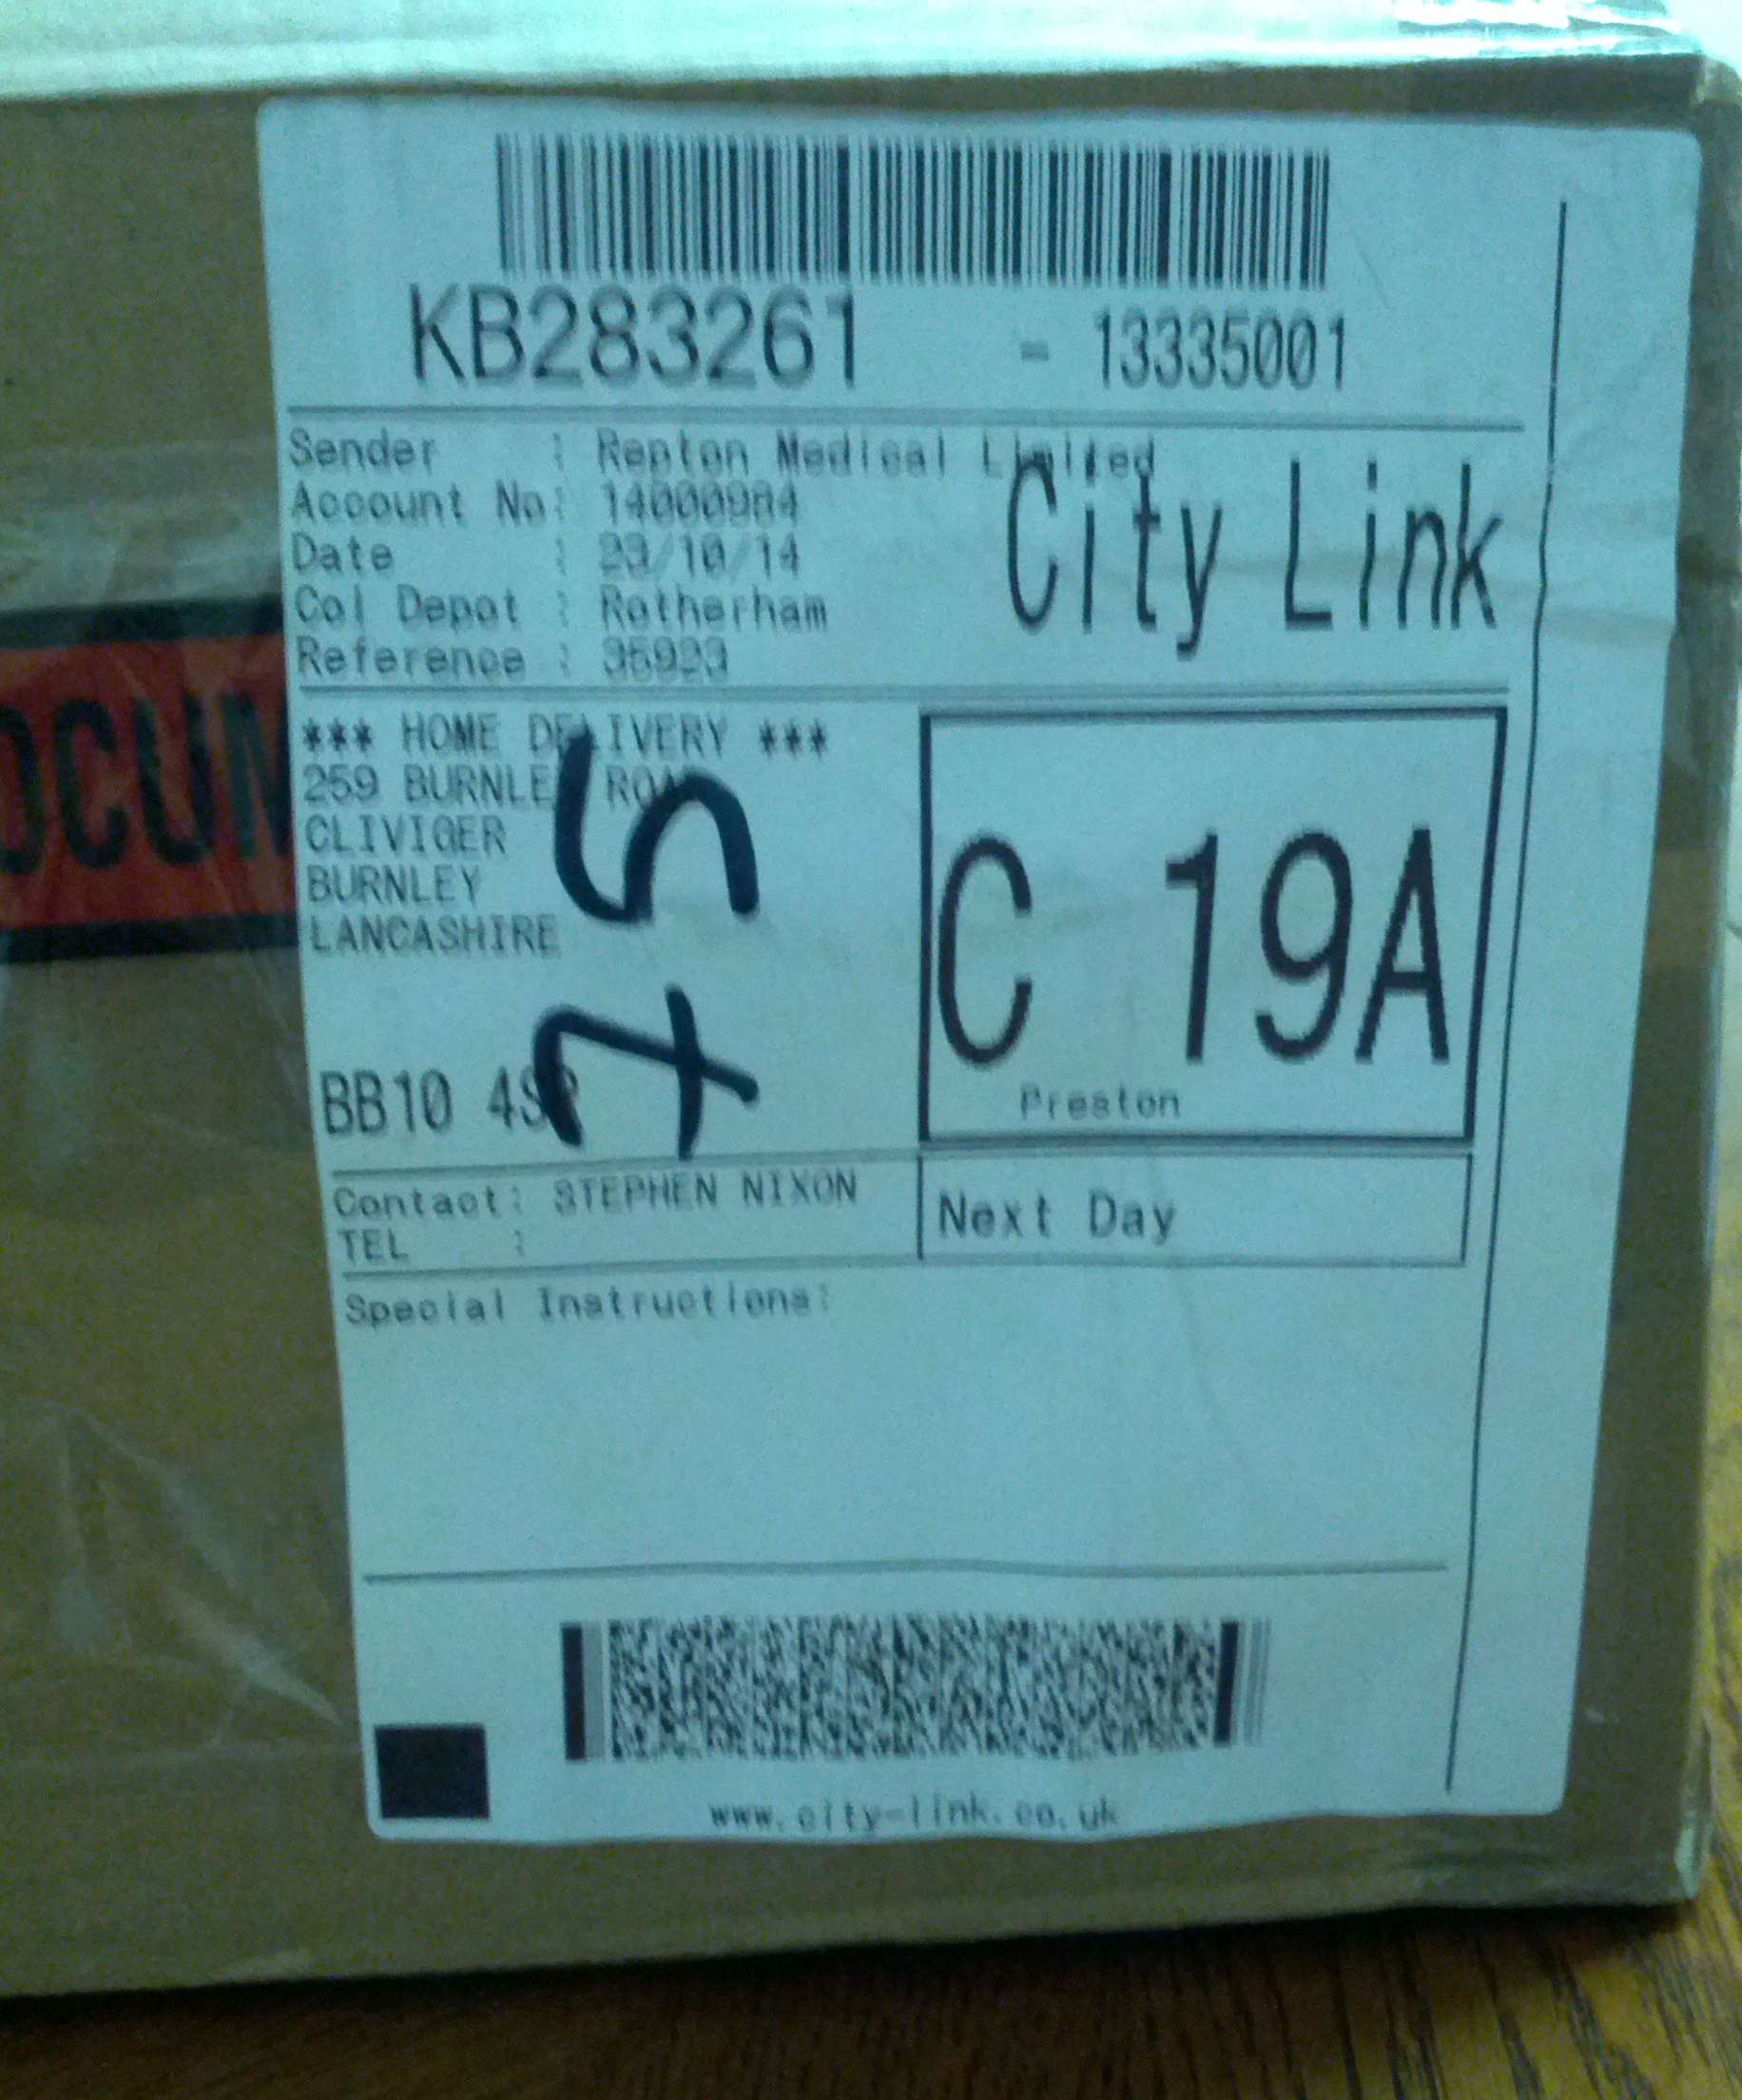 KB283261 - 13335001
Sender : Repton Medical Limited
Account No: 14000984
Date : 23/10/14
Col Depot : Rotherham
Reference : 35923
City Link
*** HOME DELIVERY ***
259 BURNLEY ROAD
CLIVIGER
BURNLEY
LANCASHIRE
BB10
75
C 19A
Preston
Contact: STEPHEN NIXON
TEL :
Next Day
Special Instructions:
www.city-link.co.uk
OCUM